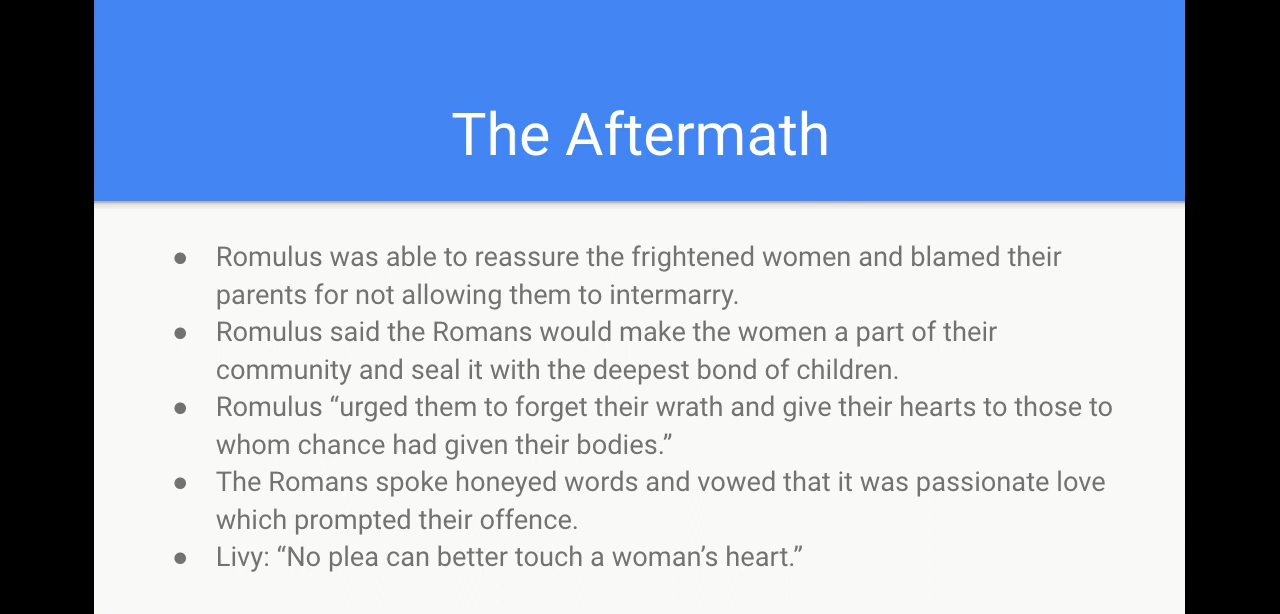 The Aftermath
● Romulus was able to reassure the frightened women and blamed their
parents for not allowing them to intermarry.
● Romulus said the Romans would make the women a part of their
community and seal it with the deepest bond of children.
● Romulus “urged them to forget their wrath and give their hearts to those to
whom chance had given their bodies.”
● The Romans spoke honeyed words and vowed that it was passionate love
which prompted their offence.
● Livy: “No plea can better touch a woman’s heart.”